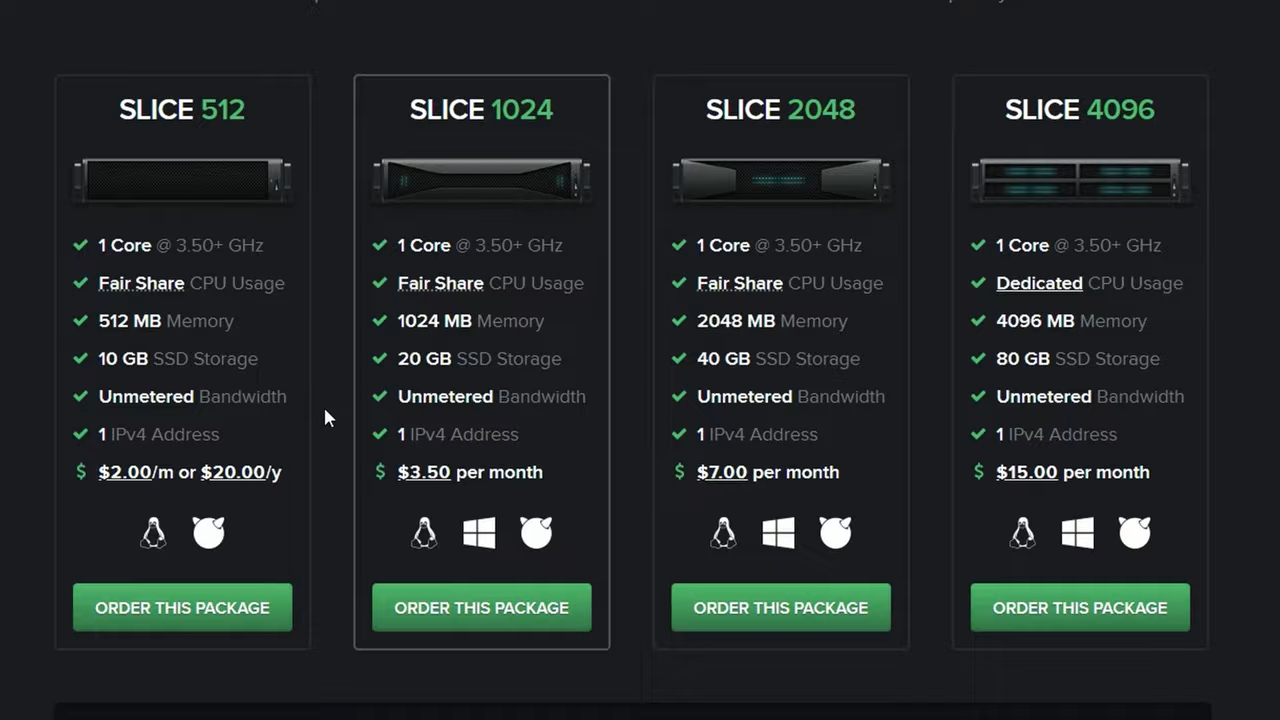 SLICE 512
1 Core @ 3.50+ GHz
Fair Share CPU Usage
512 MB Memory
10 GB SSD Storage
Unmetered Bandwidth
1 IPv4 Address
$ $2.00/m or $20.00/y
ORDER THIS PACKAGE
SLICE 1024
1 Core @ 3.50+ GHz
Fair Share CPU Usage
1024 MB Memory
20 GB SSD Storage
Unmetered Bandwidth
1 IPv4 Address
$ $3.50 per month
ORDER THIS PACKAGE
SLICE 2048
1 Core @ 3.50+ GHz
Fair Share CPU Usage
2048 MB Memory
40 GB SSD Storage
Unmetered Bandwidth
1 IPv4 Address
$ $7.00 per month
ORDER THIS PACKAGE
SLICE 4096
1 Core @ 3.50+ GHz
Dedicated CPU Usage
4096 MB Memory
80 GB SSD Storage
Unmetered Bandwidth
1 IPv4 Address
$ $15.00 per month
ORDER THIS PACKAGE